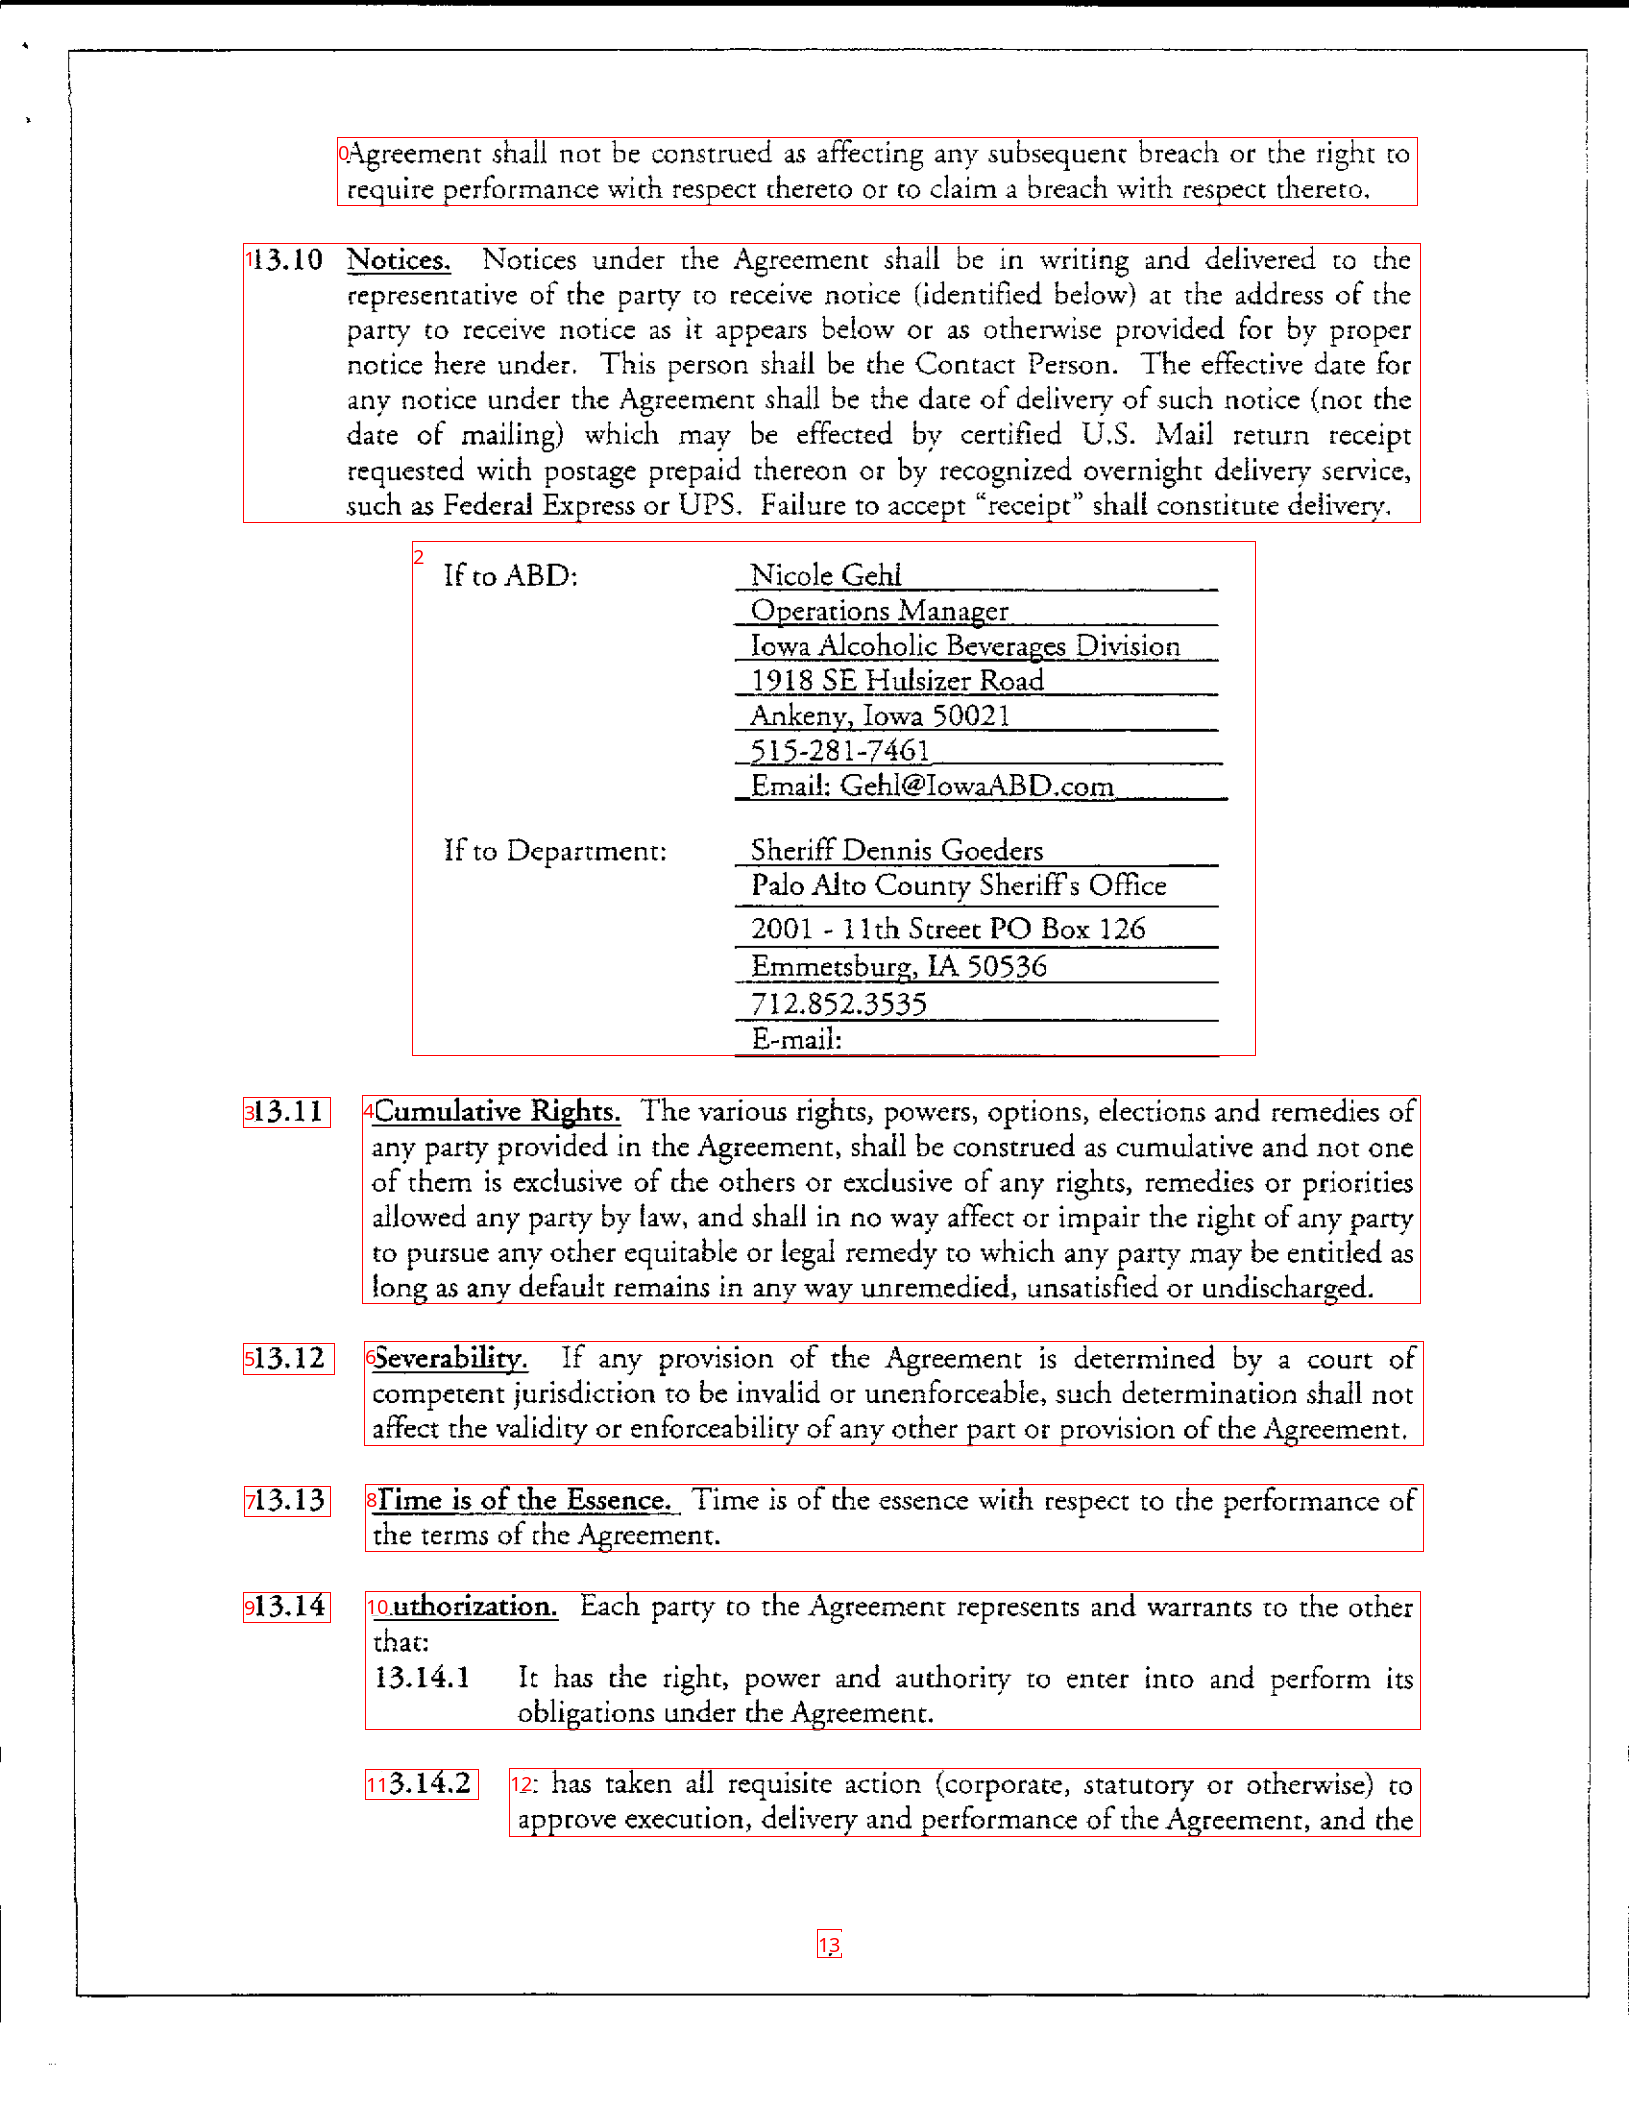 Agreement shall not be construed as affecting any subsequent breach or the right to
require performance with respect thereto or to claim a breach with respect thereto.
13.10 Notices. Notices under the Agreement shall be in writing and delivered to the
representative of the party to receive notice (identified below) at the address of the
party to receive notice as it appears below or as otherwise provided for by proper
notice here under. This person shall be the Contact Person. The effective date for
any notice under the Agreement shall be the date of delivery of such notice (not the
date of mailing) which may be effected by certified U.S. Mail return receipt
requested with postage prepaid thereon or by recognized overnight delivery service,
such as Federal Express or UPS. Failure to accept “receipt” shall constitute delivery.
If to ABD: Nicole Gehl
Operations Manager
Iowa Alcoholic Beverages Division
1918 SE Hulsizer Road
Ankeny, Iowa 50021
515-281-7461
Email: Gehl@IowaABD.com
If to Department: Sheriff Dennis Goeders
Palo Alto County Sheriff's Office
2001 - 11th Street PO Box 126
Emmetsburg, IA 50536
712.852.3535
E-mail:
13.11 Cumulative Rights. The various rights, powers, options, elections and remedies of
any party provided in the Agreement, shall be construed as cumulative and not one
of them is exclusive of the others or exclusive of any rights, remedies or priorities
allowed any party by law, and shall in no way affect or impair the right of any party
to pursue any other equitable or legal remedy to which any party may be entitled as
long as any default remains in any way unremedied, unsatisfied or undischarged.
13.12 Severability. If any provision of the Agreement is determined by a court of
competent jurisdiction to be invalid or unenforceable, such determination shall not
affect the validity or enforceability of any other part or provision of the Agreement.
13.13 Time is of the Essence. Time is of the essence with respect to the performance of
the terms of the Agreement.
13.14 Authorization. Each party to the Agreement represents and warrants to the other
that:
13.14.1 It has the right, power and authority to enter into and perform its
obligations under the Agreement.
13.14.2 has taken all requisite action (corporate, statutory or otherwise) to
approve execution, delivery and performance of the Agreement, and the